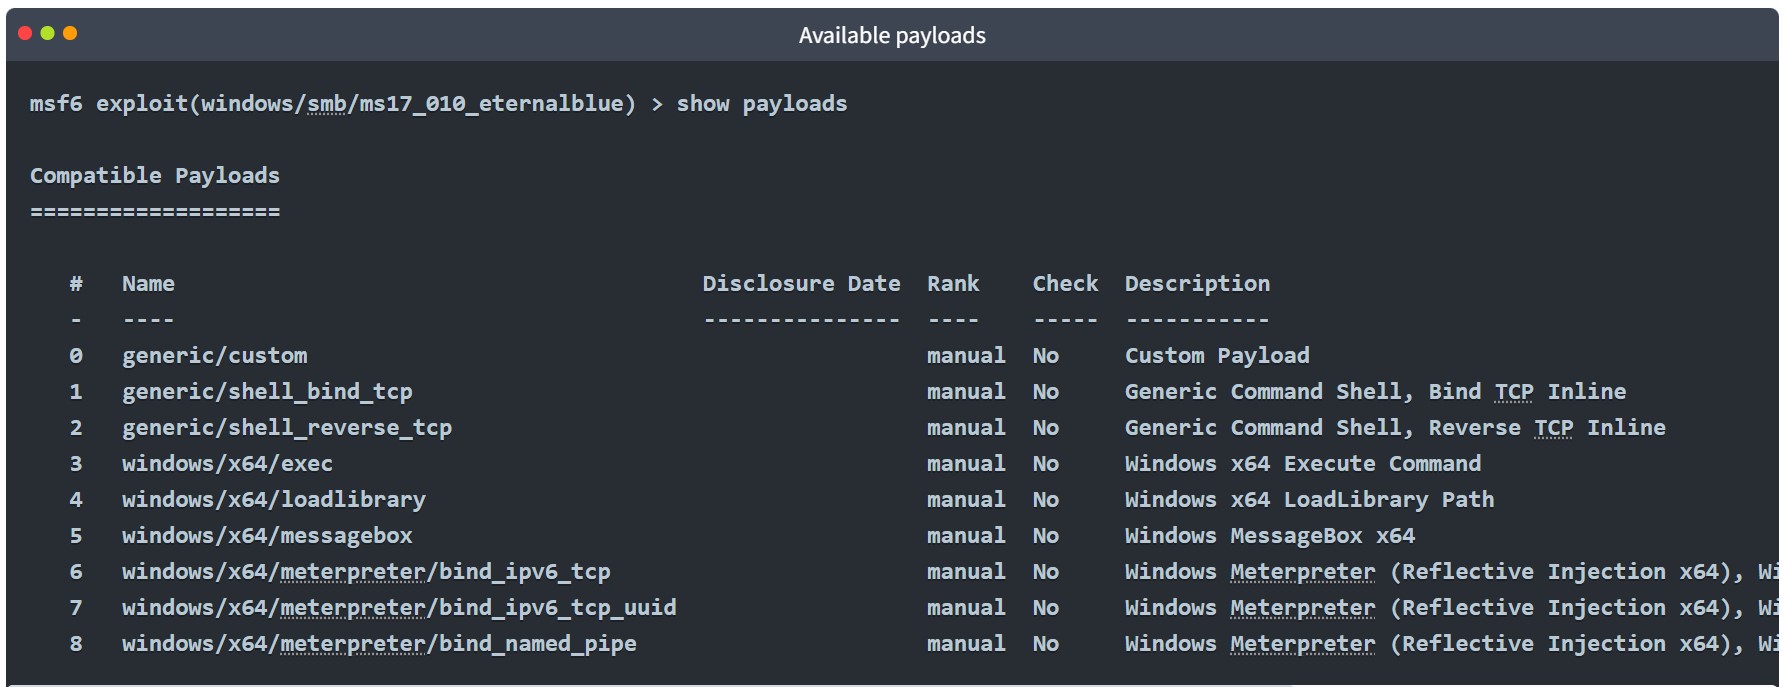 Available payloads
msf6 exploit(windows/smb/ms17_010_eternalblue) > show payloads
Compatible Payloads
===================
# Name Disclosure Date Rank Check Description
- ---- --------------- ---- ----- -----------
0 generic/custom manual No Custom Payload
1 generic/shell_bind_tcp manual No Generic Command Shell, Bind TCP Inline
2 generic/shell_reverse_tcp manual No Generic Command Shell, Reverse TCP Inline
3 windows/x64/exec manual No Windows x64 Execute Command
4 windows/x64/loadlibrary manual No Windows x64 LoadLibrary Path
5 windows/x64/messagebox manual No Windows MessageBox x64
6 windows/x64/meterpreter/bind_ipv6_tcp manual No Windows Meterpreter (Reflective Injection x64), Wi
7 windows/x64/meterpreter/bind_ipv6_tcp_uuid manual No Windows Meterpreter (Reflective Injection x64), Wi
8 windows/x64/meterpreter/bind_named_pipe manual No Windows Meterpreter (Reflective Injection x64), Wi